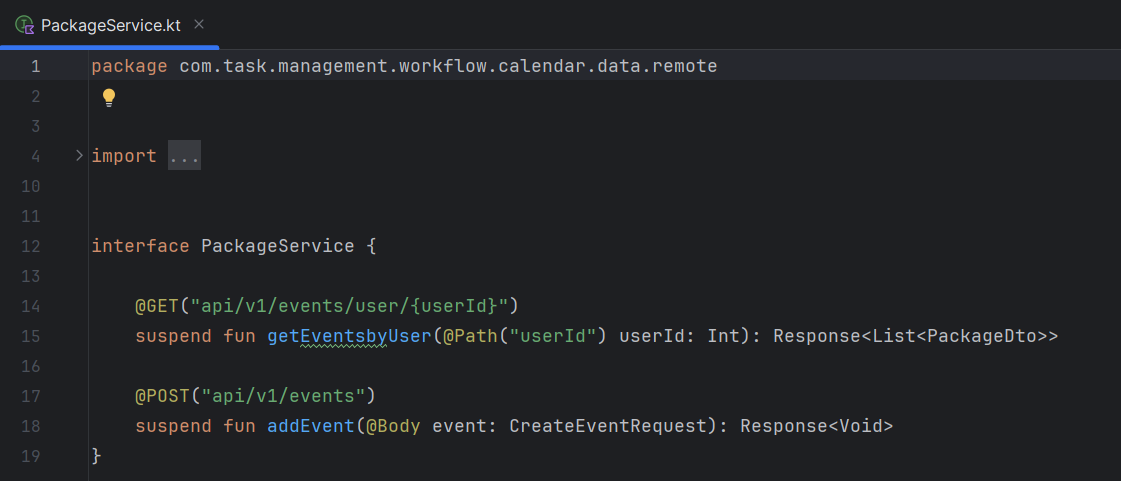 PackageService.kt
1 package com.task.management.workflow.calendar.data.remote
2
3
4 import ...
10
11
12 interface PackageService {
13
14 @GET("api/v1/events/user/{userId}")
15 suspend fun getEventsbyUser(@Path("userId") userId: Int): Response<List<PackageDto>>
16
17 @POST("api/v1/events")
18 suspend fun addEvent(@Body event: CreateEventRequest): Response<Void>
19 }